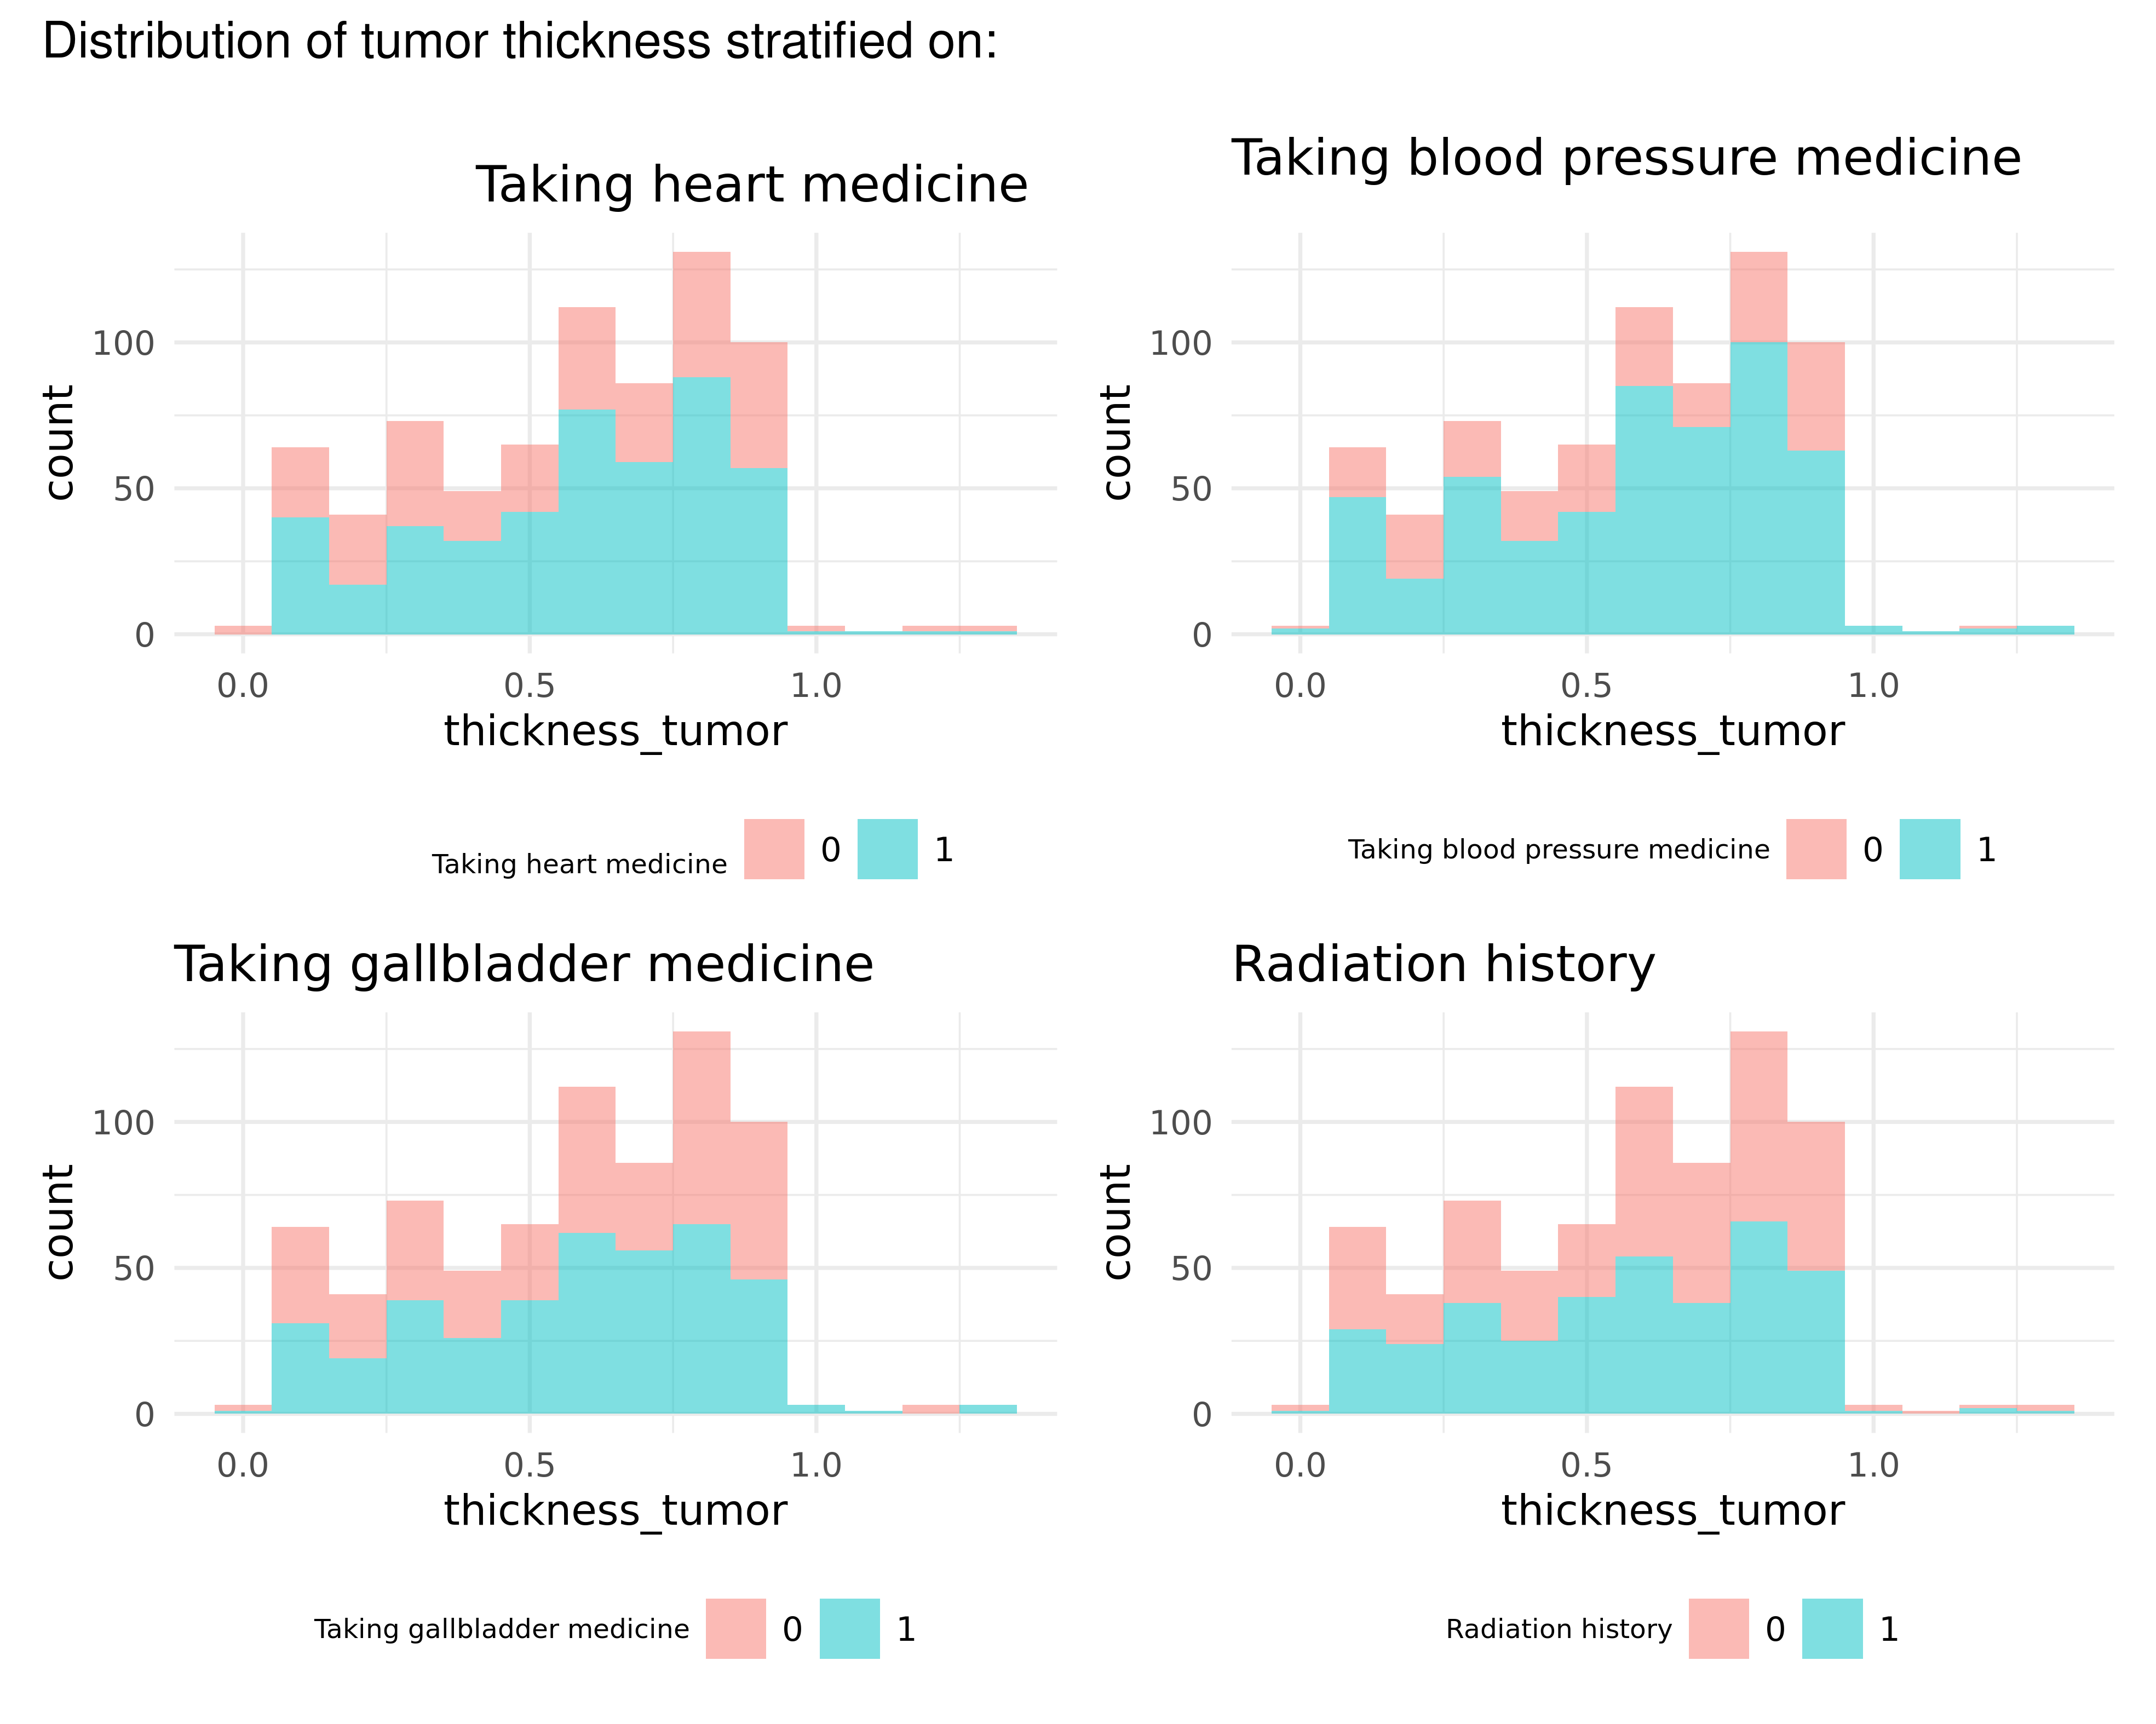 Distribution of tumor thickness stratified on:
Taking heart medicine
count
100
50
0
0.0 0.5 1.0
thickness_tumor
Taking heart medicine 0 1
Taking blood pressure medicine
count
100
50
0
0.0 0.5 1.0
thickness_tumor
Taking blood pressure medicine 0 1
Taking gallbladder medicine
count
100
50
0
0.0 0.5 1.0
thickness_tumor
Taking gallbladder medicine 0 1
Radiation history
count
100
50
0
0.0 0.5 1.0
thickness_tumor
Radiation history 0 1